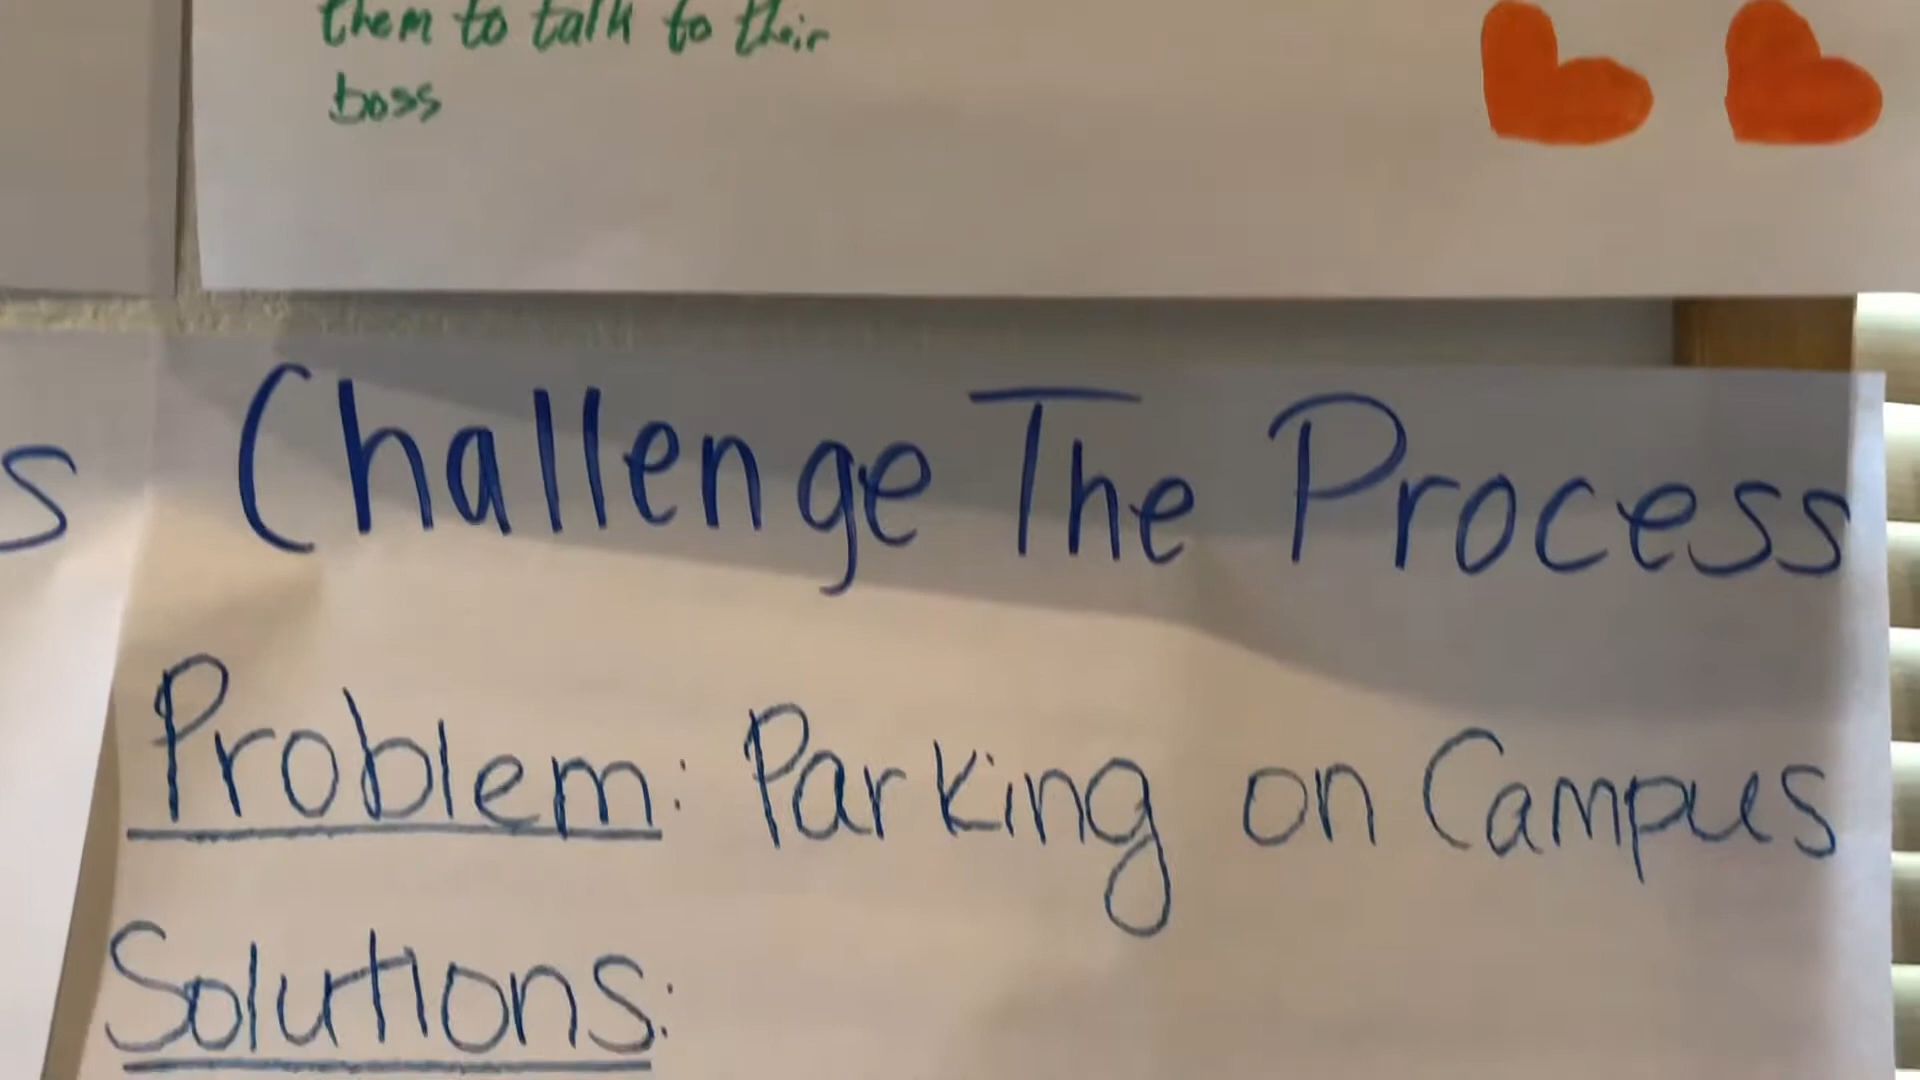 them to talk to their
boss
s
Challenge The Process
Problem: Parking on Campus
Solutions: